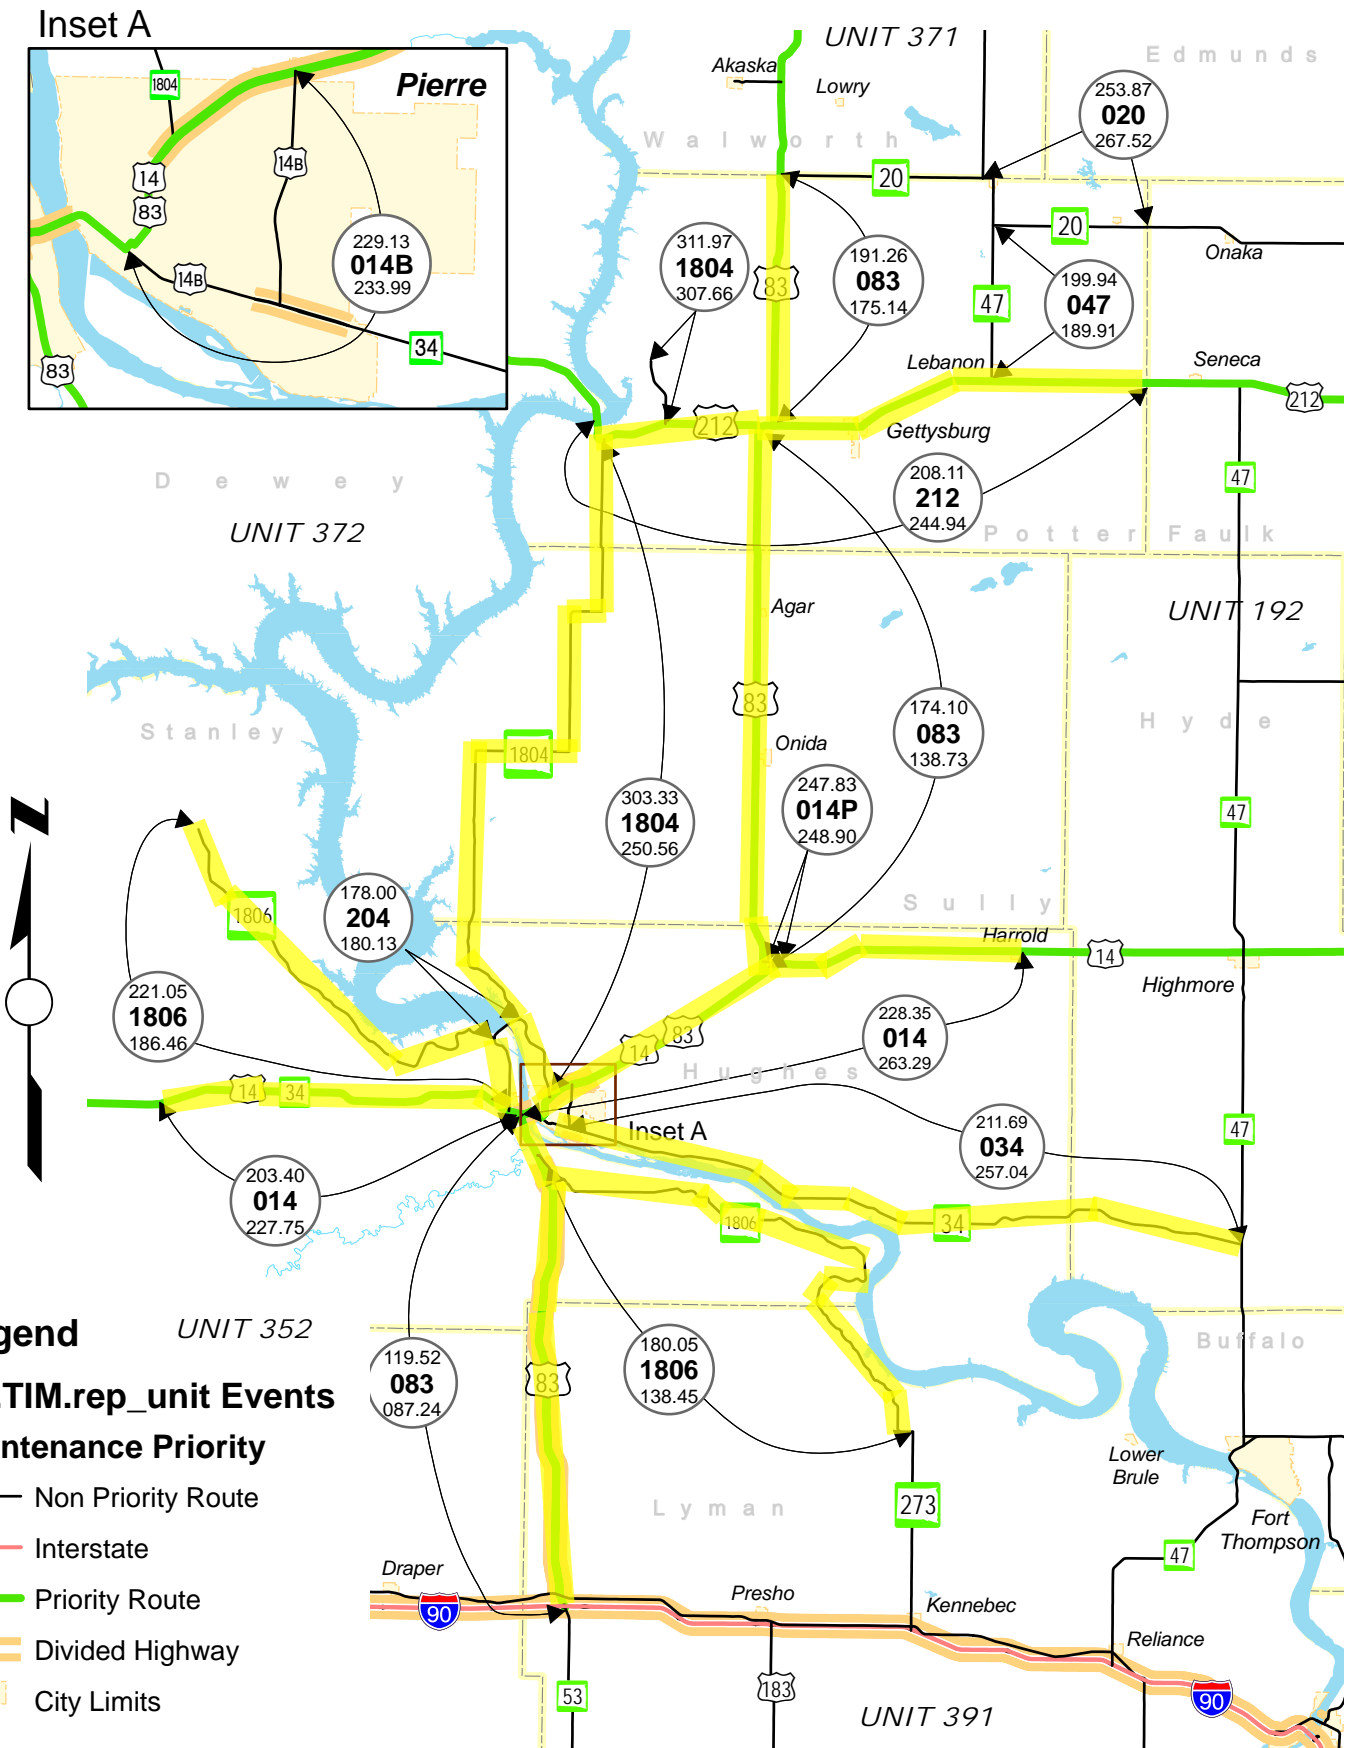 Inset A
Pierre
1804
14
83
14B
14B
229.13
014B
233.99
34
83
UNIT 371
Edmunds
Akaska
Lowry
Walworth
253.87
020
267.52
20
20
Onaka
311.97
1804
307.66
83
191.26
083
175.14
199.94
047
189.91
47
Lebanon
Seneca
212
212
Gettysburg
Dewey
UNIT 372
208.11
212
244.94
47
Potter
Faulk
Agar
UNIT 192
83
Stanley
1804
Onida
174.10
083
138.73
Hyde
303.33
1804
250.56
247.83
014P
248.90
47
Z
1806
178.00
204
180.13
Sully
Harrold
14
Highmore
221.05
1806
186.46
14
83
228.35
014
263.29
Hughes
14
34
Inset A
211.69
034
257.04
47
203.40
014
227.75
1806
34
gend
UNIT 352
.TIM.rep_unit Events
ntenance Priority
Non Priority Route
Interstate
Priority Route
Divided Highway
City Limits
119.52
083
087.24
83
180.05
1806
138.45
Buffalo
Lower
Brule
Fort
Thompson
Lyman
273
47
Draper
90
Presho
Kennebec
Reliance
53
183
UNIT 391
90